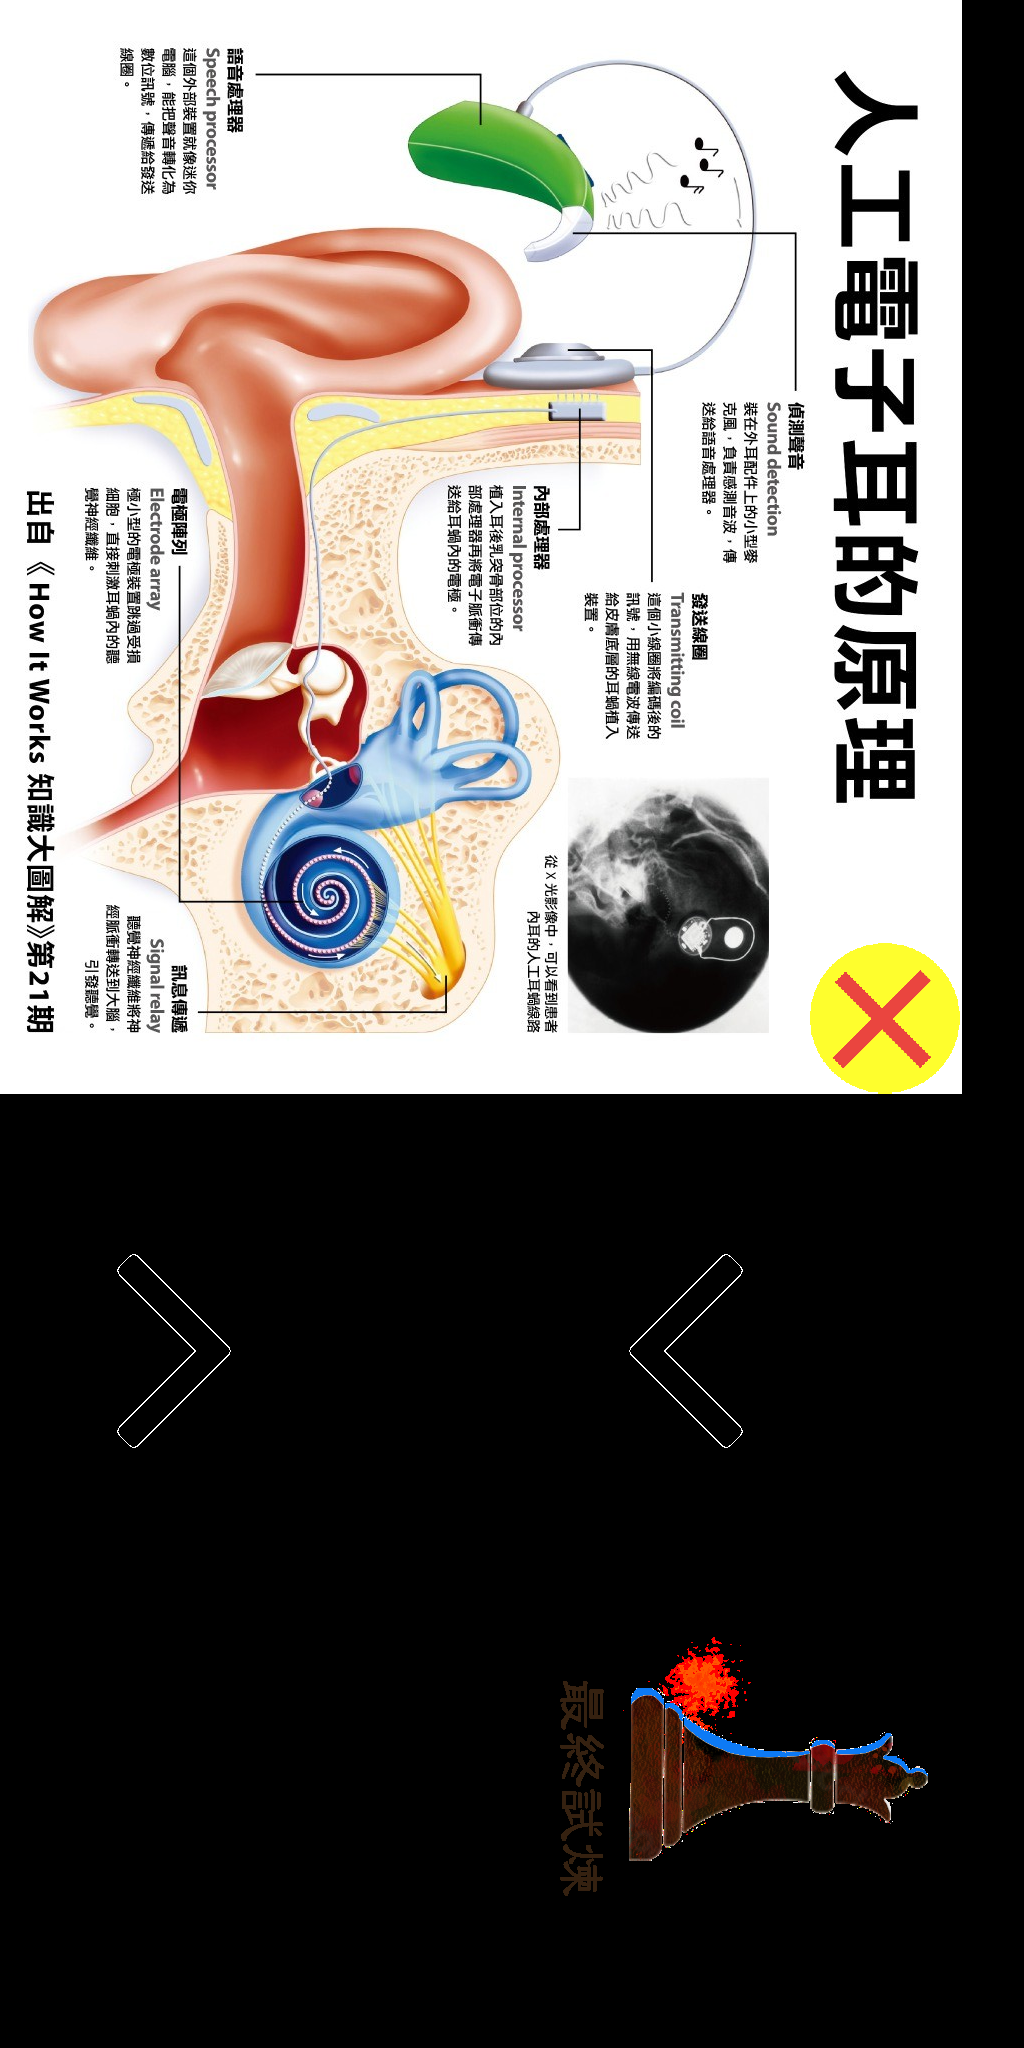 人工電子耳的原理
偵測聲音
Sound detection
裝在外耳配件上的小型麥
克風，負責感測音波，傳
送給語音處理器。
發送線圈
Transmitting coil
這個小線圈將編碼後的
訊號，用無線電波傳送
給皮膚底層的耳蝸植入
裝置。
從 X 光影像中，可以看到患者
內耳的人工耳蝸線路
內部處理器
Internal processor
植入耳後乳突骨部位的內
部處理器再將電子脈衝傳
送給耳蝸內的電極。
語音處理器
Speech processor
這個外部裝置就像迷你
電腦，能把聲音轉化為
數位訊號，傳遞給發送
線圈。
電極陣列
Electrode array
極小型的電極裝置跳過受損
細胞，直接刺激耳蝸內的聽
覺神經纖維。
訊息傳遞
Signal relay
聽覺神經纖維將神
經脈衝轉送到大腦，
引發聽覺。
出自《How It Works 知識大圖解》第21期
最終試煉